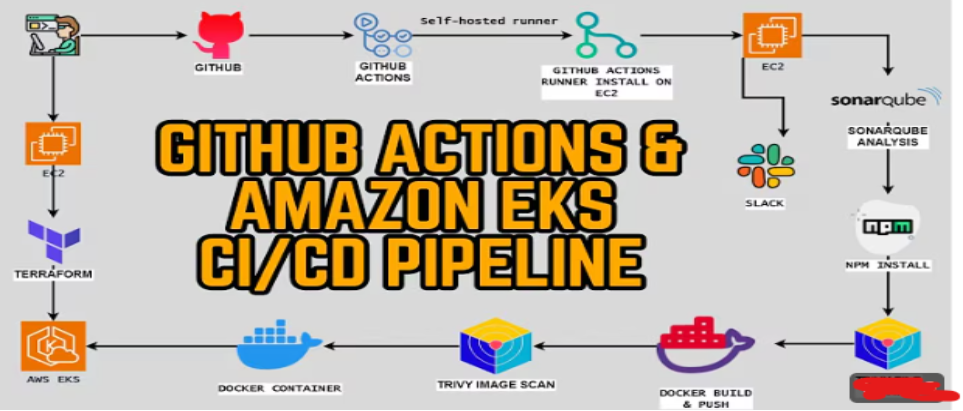 Self-hosted runner
GITHUB
GITHUB
ACTIONS
GITHUB ACTIONS
RUNNER INSTALL ON
EC2
EC2
sonarqube
SONARQUBE
ANALYSIS
EC2
GITHUB ACTIONS &
AMAZON EKS
CI/CD PIPELINE
SLACK
npm
NPM INSTALL
TERRAFORM
AWS EKS
DOCKER CONTAINER
TRIVY IMAGE SCAN
DOCKER BUILD
& PUSH